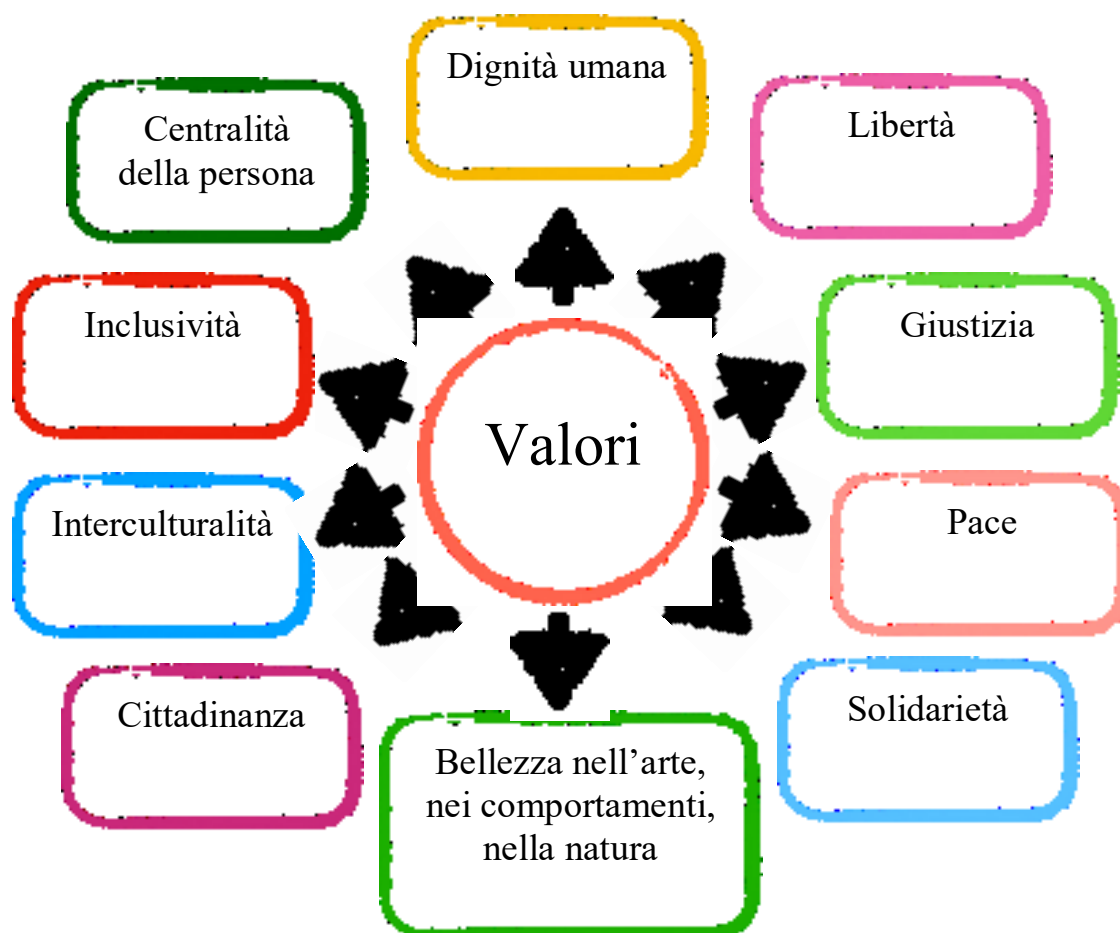 Dignità umana
Centralità
della persona
Libertà
Inclusività
Giustizia
Valori
Interculturalità
Pace
Cittadinanza
Solidarietà
Bellezza nell’arte,
nei comportamenti,
nella natura